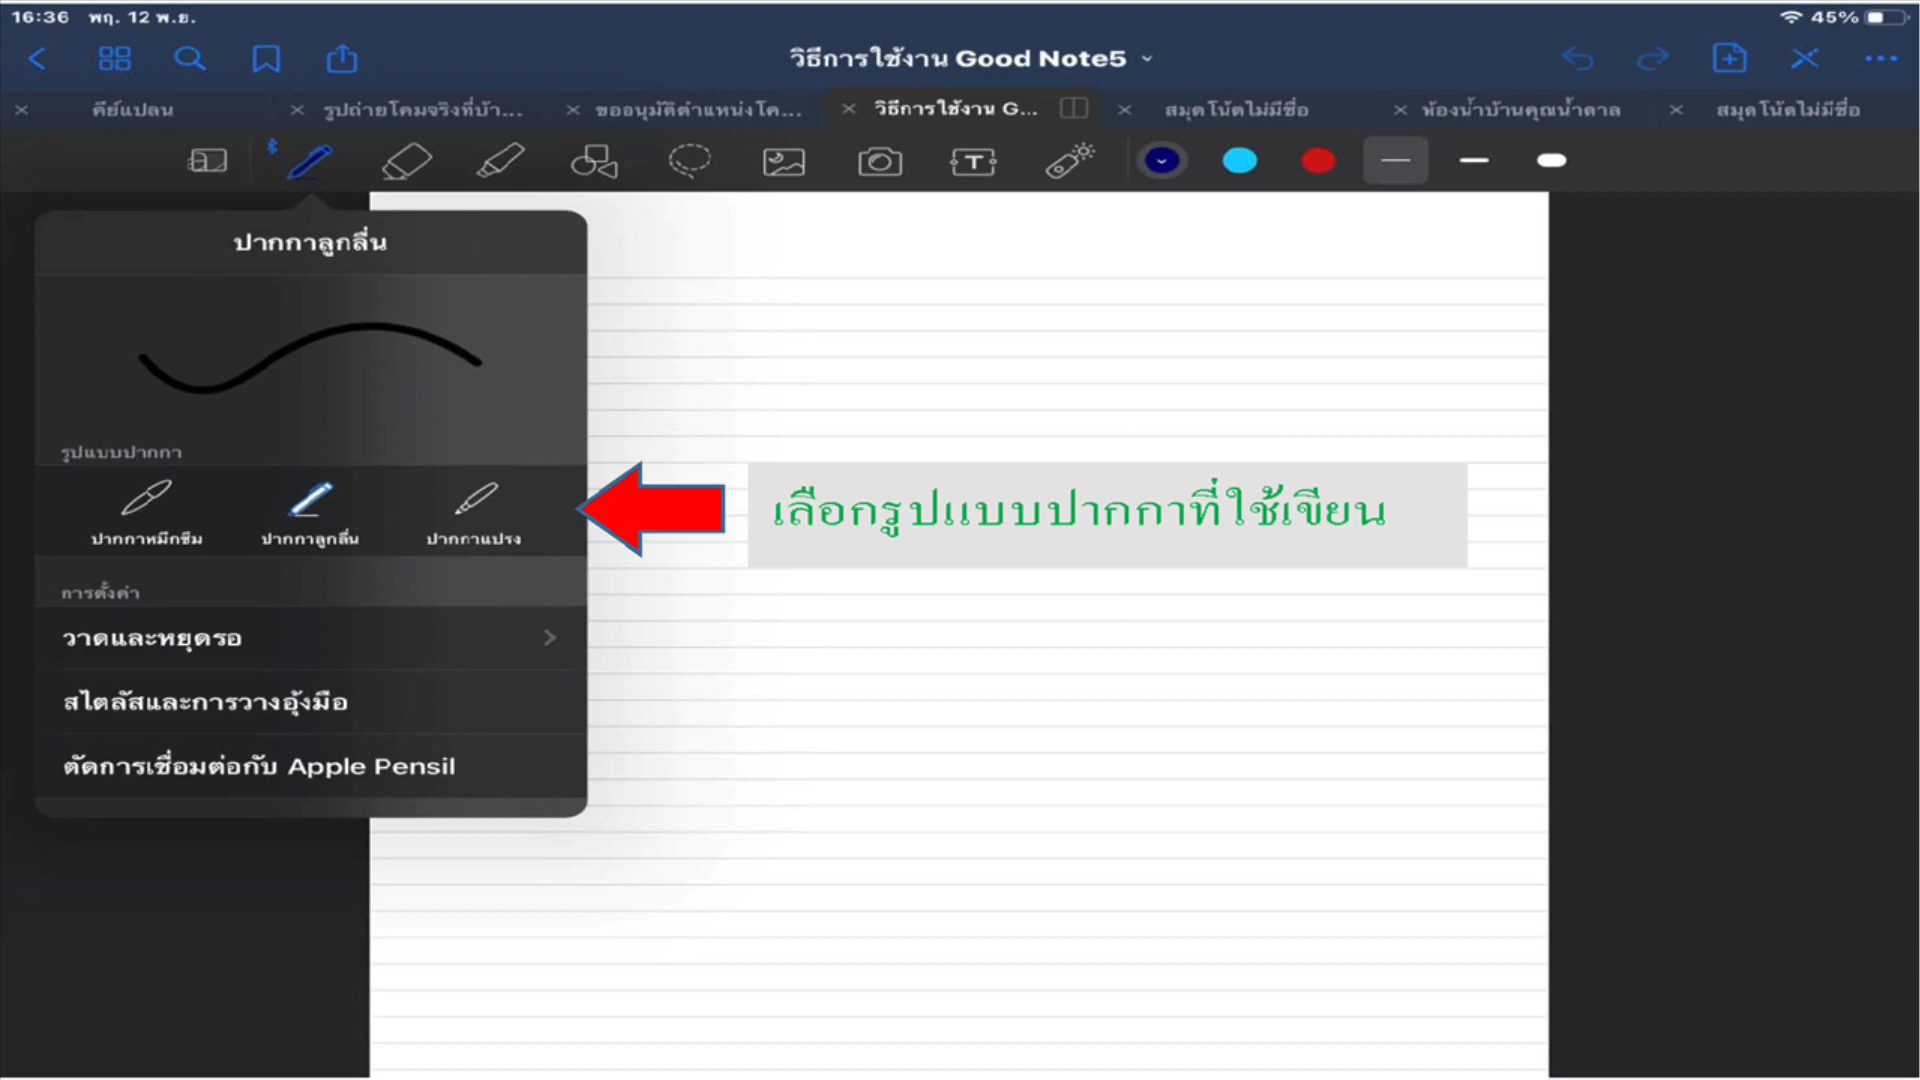 16:36 พฤ. 12 พ.ย.
45%
วิธีการใช้งาน Good Note5
คีย์แปลน
รูปถ่ายโคมจริงที่บ้า...
ขออนุมัติตำแหน่งโค...
วิธีการใช้งาน G...
สมุดโน้ตไม่มีชื่อ
ห้องน้ำบ้านคุณน้ำตาล
สมุดโน้ตไม่มีชื่อ
T
ปากกาลูกลื่น
รูปแบบปากกา
ปากกาหมึกซึม
ปากกาลูกลื่น
ปากกาแปรง
เลือกรูปแบบปากกาที่ใช้เขียน
การตั้งค่า
วาดและหยุดรอ
สไตลัสและการวางอุ้งมือ
ตัดการเชื่อมต่อกับ Apple Pensil